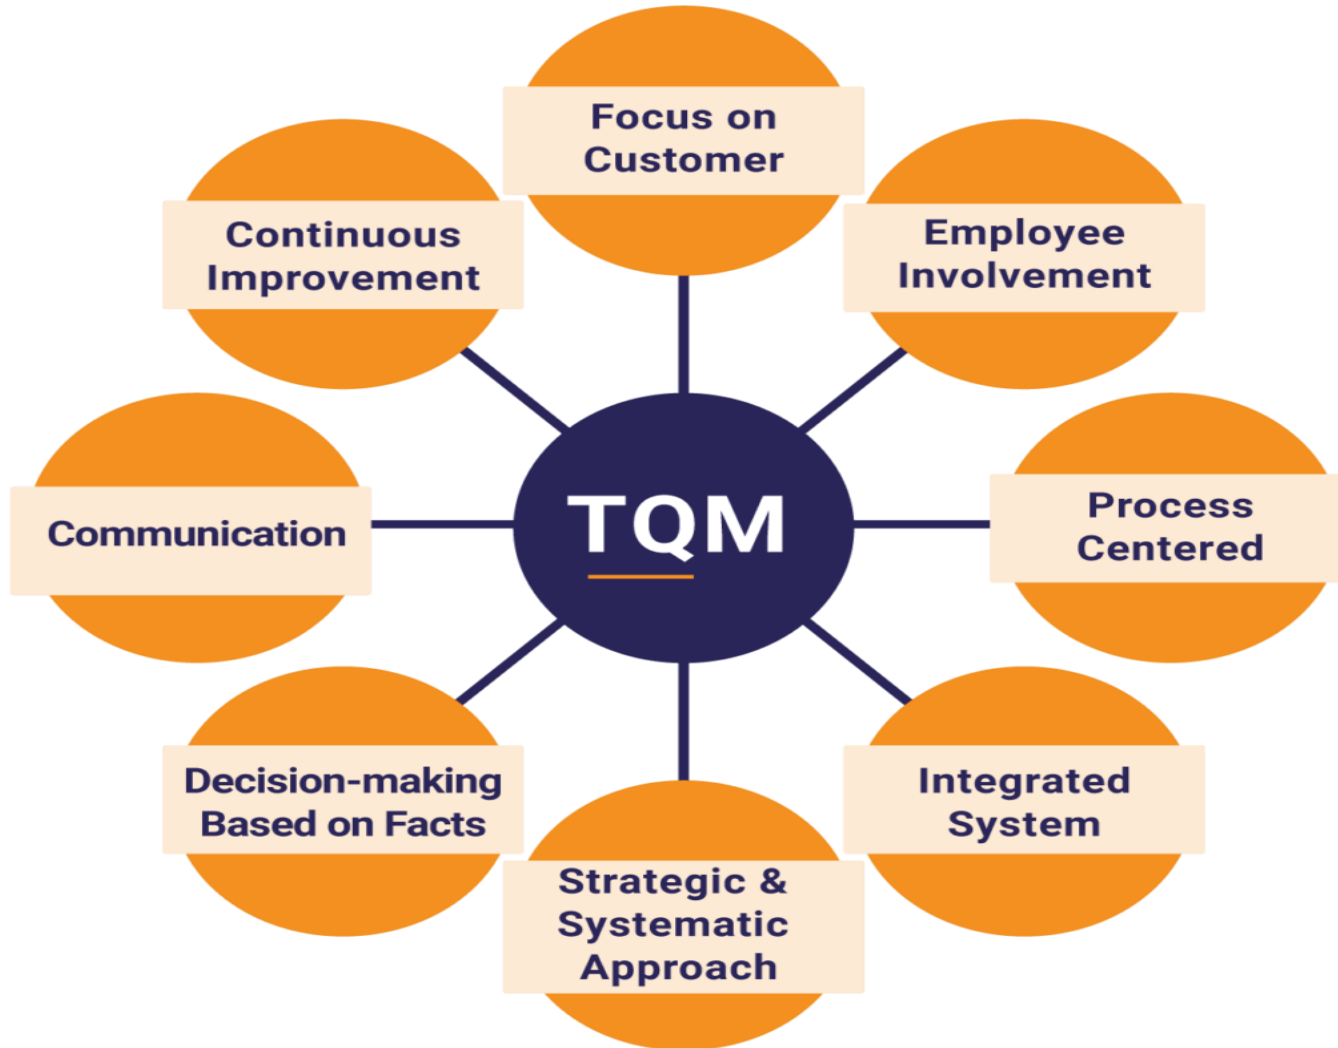 Focus on
Customer
Employee
Involvement
Process
Centered
Integrated
System
Strategic &
Systematic
Approach
Decision-making
Based on Facts
Communication
Continuous
Improvement
TQM